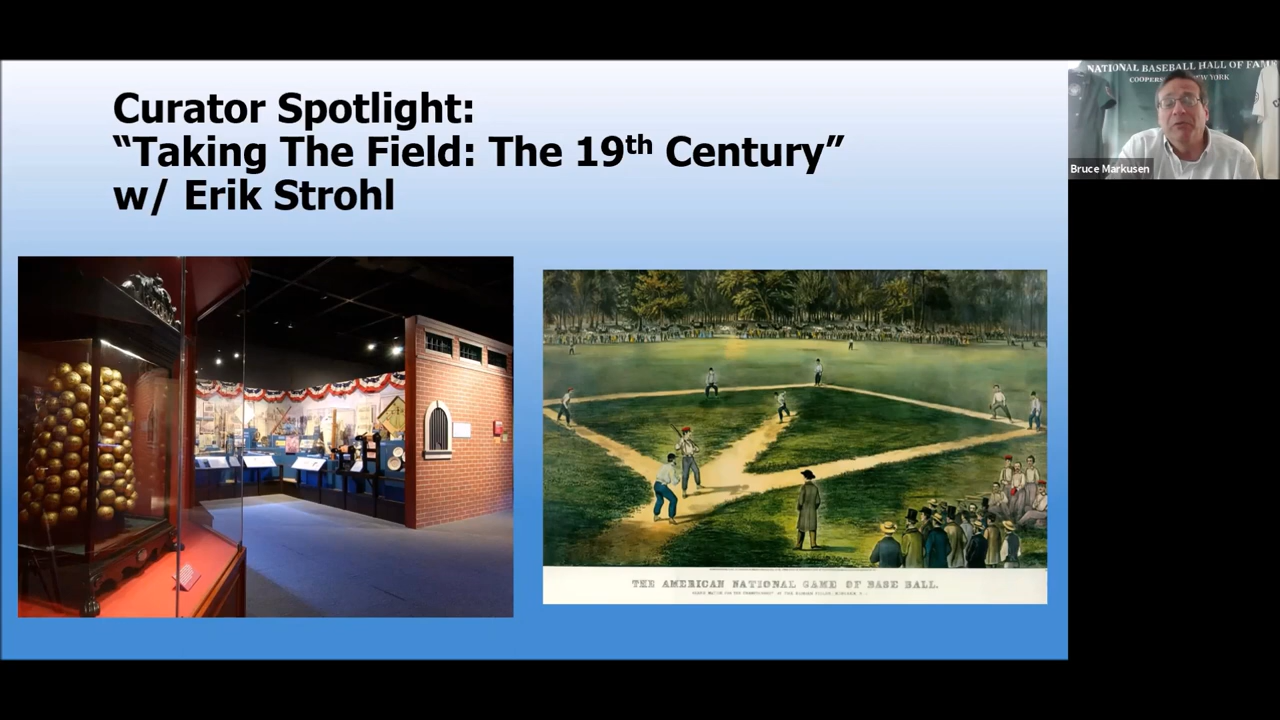 Curator Spotlight:
“Taking The Field: The 19th Century”
w/ Erik Strohl
NATIONAL BASEBALL HALL OF FAME
Bruce Markusen
THE AMERICAN NATIONAL GAME OF BASE BALL.